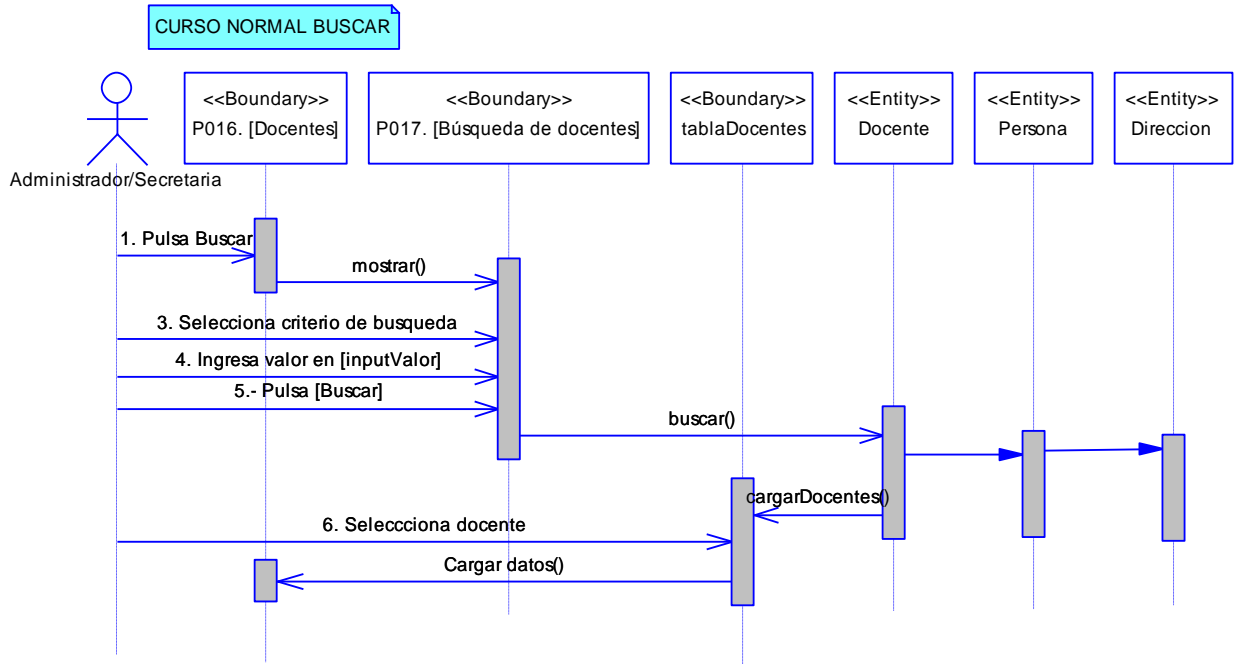 CURSO NORMAL BUSCAR
<<Boundary>>
P016. [Docentes]
<<Boundary>>
P017. [Búsqueda de docentes]
<<Boundary>>
tablaDocentes
<<Entity>>
Docente
<<Entity>>
Persona
<<Entity>>
Direccion
Administrador/Secretaria
1. Pulsa Buscar
mostrar()
3. Selecciona criterio de busqueda
4. Ingresa valor en [inputValor]
5.- Pulsa [Buscar]
buscar()
cargarDocentes()
6. Seleccciona docente
Cargar datos()